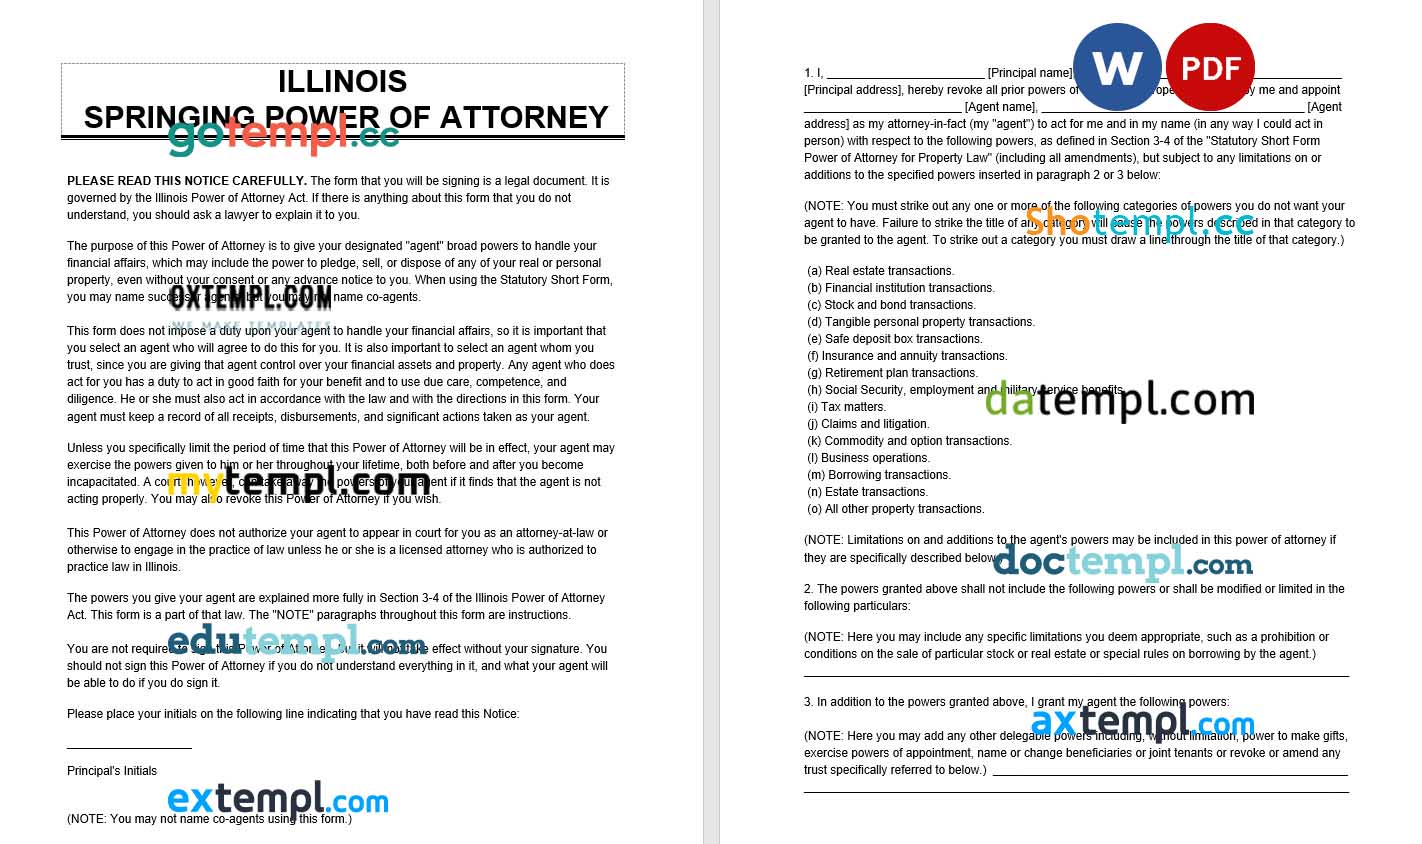 ILLINOIS
SPRINGING POWER OF ATTORNEY
gotempl.cc
PLEASE READ THIS NOTICE CAREFULLY. The form that you will be signing is a legal document. It is
governed by the Illinois Power of Attorney Act. If there is anything about this form that you do not
understand, you should ask a lawyer to explain it to you.
The purpose of this Power of Attorney is to give your designated "agent" broad powers to handle your
financial affairs, which may include the power to pledge, sell, or dispose of any of your real or personal
property, even without your consent or any advance notice to you. When using the Statutory Short Form,
you may name successor agents, but you may not name co-agents.
OXTEMPL.COM
WE MAKE TEMPLATES
This form does not impose a duty upon your agent to handle your financial affairs, so it is important that
you select an agent who will agree to do this for you. It is also important to select an agent whom you
trust, since you are giving that agent control over your financial assets and property. Any agent who does
act for you has a duty to act in good faith for your benefit and to use due care, competence, and
diligence. He or she must also act in accordance with the law and with the directions in this form. Your
agent must keep a record of all receipts, disbursements, and significant actions taken as your agent.
Unless you specifically limit the period of time that this Power of Attorney will be in effect, your agent may
exercise the powers given to him or her throughout your lifetime, both before and after you become
incapacitated. A court, however, can take away the powers of your agent if it finds that the agent is not
acting properly. You may also revoke this Power of Attorney if you wish.
mytempl.com
This Power of Attorney does not authorize your agent to appear in court for you as an attorney-at-law or
otherwise to engage in the practice of law unless he or she is a licensed attorney who is authorized to
practice law in Illinois.
The powers you give your agent are explained more fully in Section 3-4 of the Illinois Power of Attorney
Act. This form is a part of that law. The "NOTE" paragraphs throughout this form are instructions.
edutempl.com
You are not required to sign this Power of Attorney, but it will not take effect without your signature. You
should not sign this Power of Attorney if you do not understand everything in it, and what your agent will
be able to do if you do sign it.
Please place your initials on the following line indicating that you have read this Notice:
Principal's Initials
extempl.com
(NOTE: You may not name co-agents using this form.)
W PDF
1. I, ________________________ [Principal name],
[Principal address], hereby revoke all prior powers of by me and appoint
________________________ [Agent name], ________________________ [Agent
address] as my attorney-in-fact (my "agent") to act for me and in my name (in any way I could act in
person) with respect to the following powers, as defined in Section 3-4 of the "Statutory Short Form
Power of Attorney for Property Law" (including all amendments), but subject to any limitations on or
additions to the specified powers inserted in paragraph 2 or 3 below:
(NOTE: You must strike out any one or more of the following categories of powers you do not want your
agent to have. Failure to strike the title of any category will cause the powers described in that category to
be granted to the agent. To strike out a category you must draw a line through the title of that category.)
Shotempl.cc
(a) Real estate transactions.
(b) Financial institution transactions.
(c) Stock and bond transactions.
(d) Tangible personal property transactions.
(e) Safe deposit box transactions.
(f) Insurance and annuity transactions.
(g) Retirement plan transactions.
(h) Social Security, employment and military service benefits.
datempl.com
(i) Tax matters.
(j) Claims and litigation.
(k) Commodity and option transactions.
(l) Business operations.
(m) Borrowing transactions.
(n) Estate transactions.
(o) All other property transactions.
(NOTE: Limitations on and additions to the agent's powers may be included in this power of attorney if
they are specifically described below.)
doctempl.com
2. The powers granted above shall not include the following powers or shall be modified or limited in the
following particulars:
(NOTE: Here you may include any specific limitations you deem appropriate, such as a prohibition or
conditions on the sale of particular stock or real estate or special rules on borrowing by the agent.)
3. In addition to the powers granted above, I grant my agent the following powers:
axtempl.com
(NOTE: Here you may add any other delegable powers including, without limitation, power to make gifts,
exercise powers of appointment, name or change beneficiaries or joint tenants or revoke or amend any
trust specifically referred to below.)